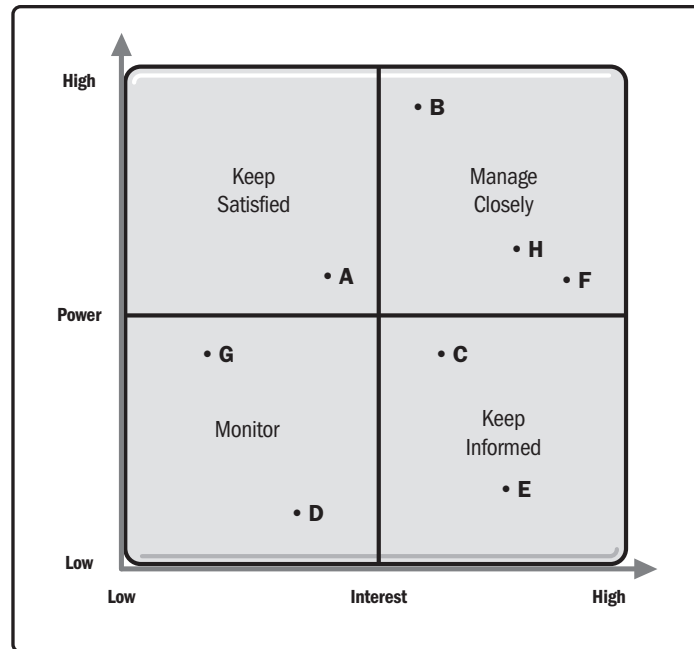 High
B
Keep
Satisfied
Manage
Closely
H
A
F
Power
G
C
Monitor
Keep
Informed
E
D
Low
Low
Interest
High